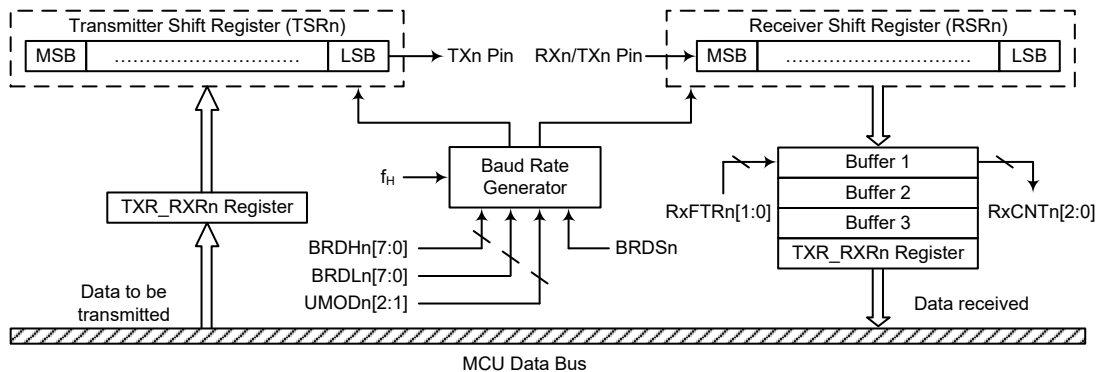 Transmitter Shift Register (TSRn)
MSB ............................... LSB
TXn Pin
RXn/TXn Pin
Receiver Shift Register (RSRn)
MSB ............................... LSB
Baud Rate
Generator
fH
TXR_RXRn Register
BRDHn[7:0]
BRDLn[7:0]
UMODn[2:1]
BRDSn
Buffer 1
Buffer 2
Buffer 3
TXR_RXRn Register
RxFTRn[1:0]
RxCNTn[2:0]
Data to be
transmitted
Data received
MCU Data Bus